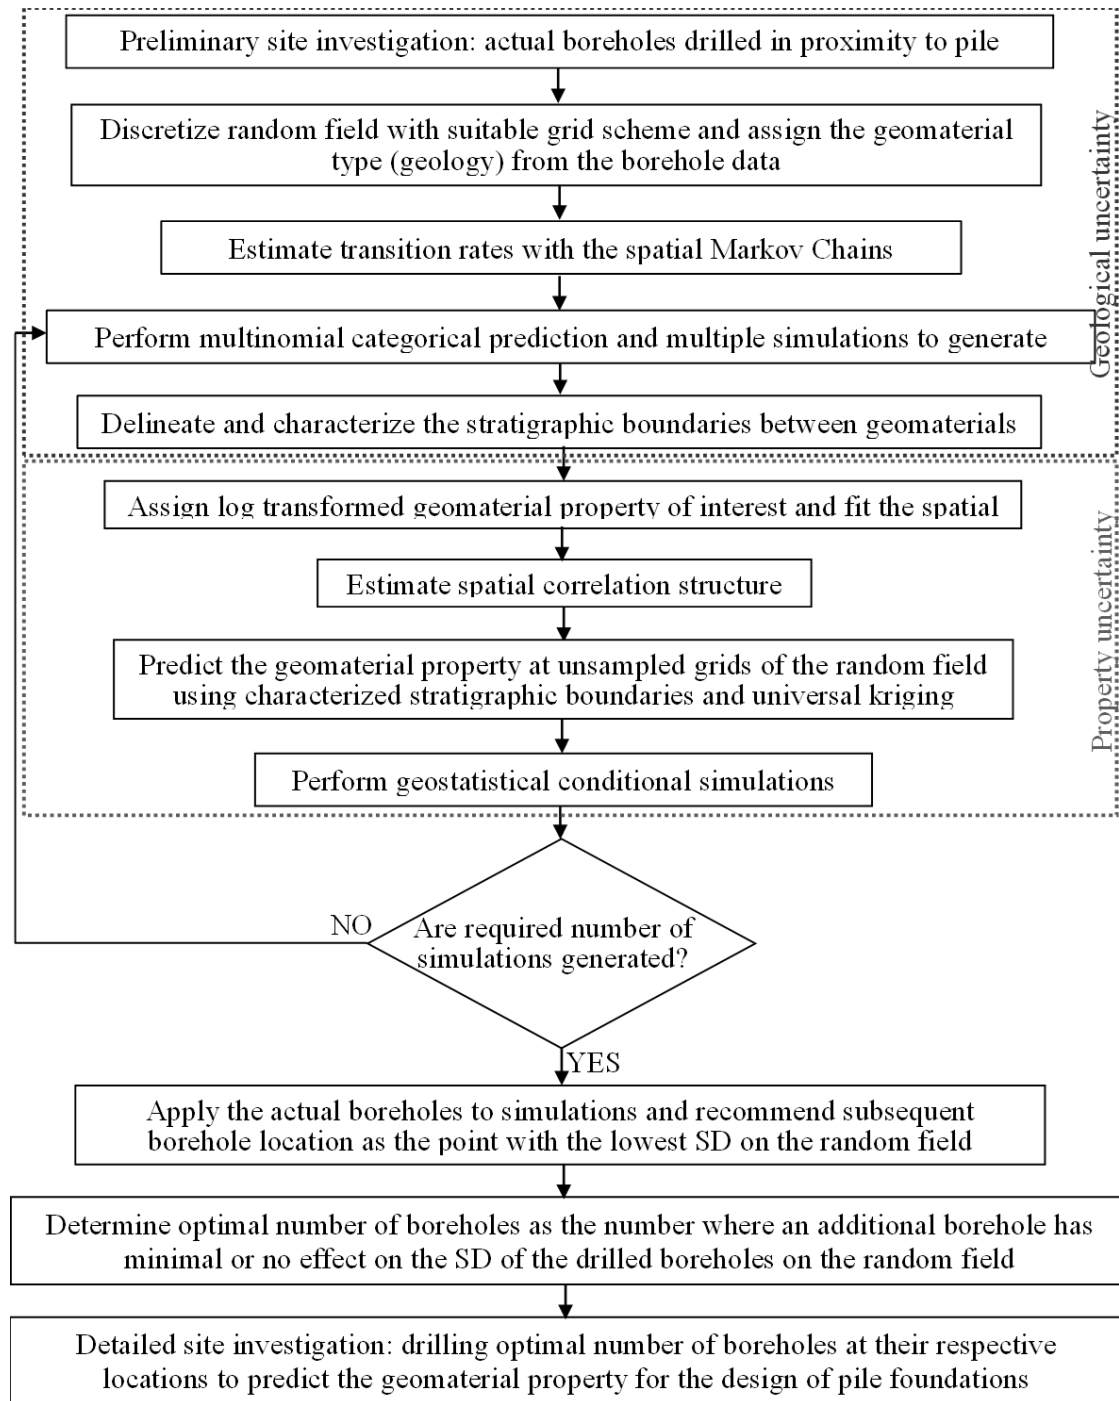 Preliminary site investigation: actual boreholes drilled in proximity to pile
Discretize random field with suitable grid scheme and assign the geomaterial
type (geology) from the borehole data
Estimate transition rates with the spatial Markov Chains
Perform multinomial categorical prediction and multiple simulations to generate
Delineate and characterize the stratigraphic boundaries between geomaterials
Geological uncertainty
Assign log transformed geomaterial property of interest and fit the spatial
Estimate spatial correlation structure
Predict the geomaterial property at unsampled grids of the random field
using characterized stratigraphic boundaries and universal kriging
Perform geostatistical conditional simulations
Property uncertainty
NO
Are required number of
simulations generated?
YES
Apply the actual boreholes to simulations and recommend subsequent
borehole location as the point with the lowest SD on the random field
Determine optimal number of boreholes as the number where an additional borehole has
minimal or no effect on the SD of the drilled boreholes on the random field
Detailed site investigation: drilling optimal number of boreholes at their respective
locations to predict the geomaterial property for the design of pile foundations